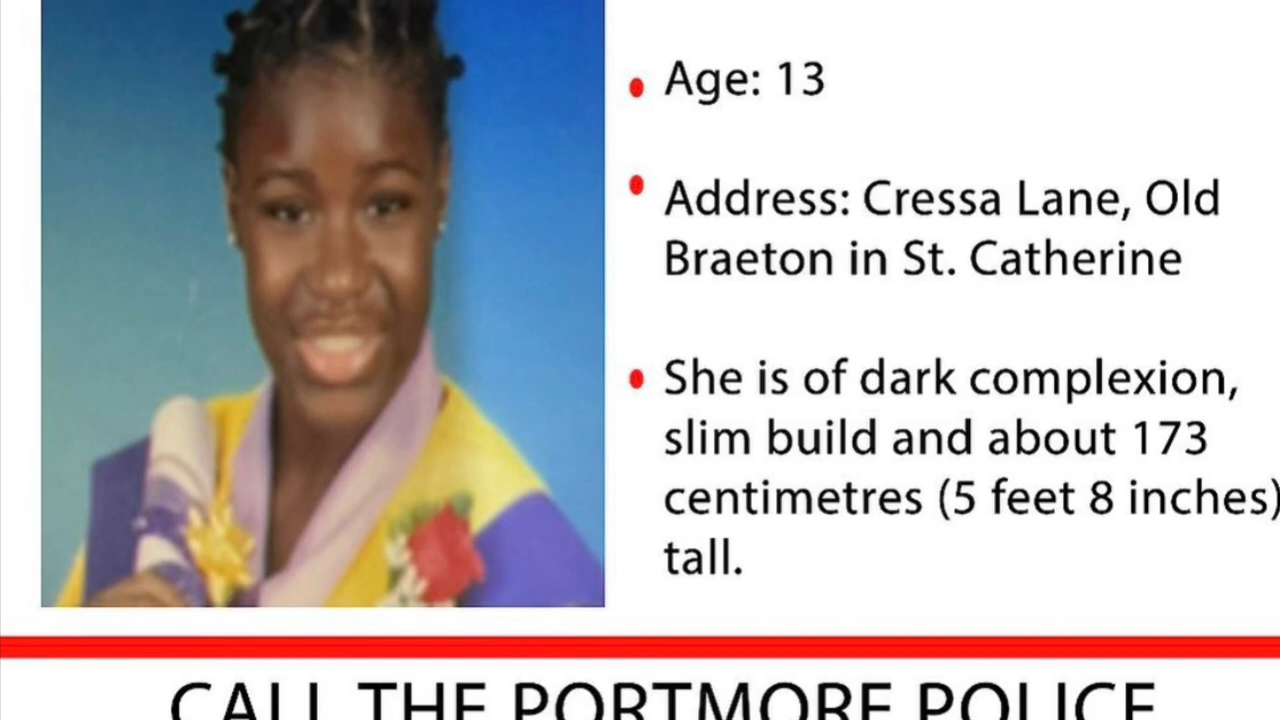 Age: 13
Address: Cressa Lane, Old
Braeton in St. Catherine
She is of dark complexion,
slim build and about 173
centimetres (5 feet 8 inches)
tall.
CALL THE PORTMORE POLICE